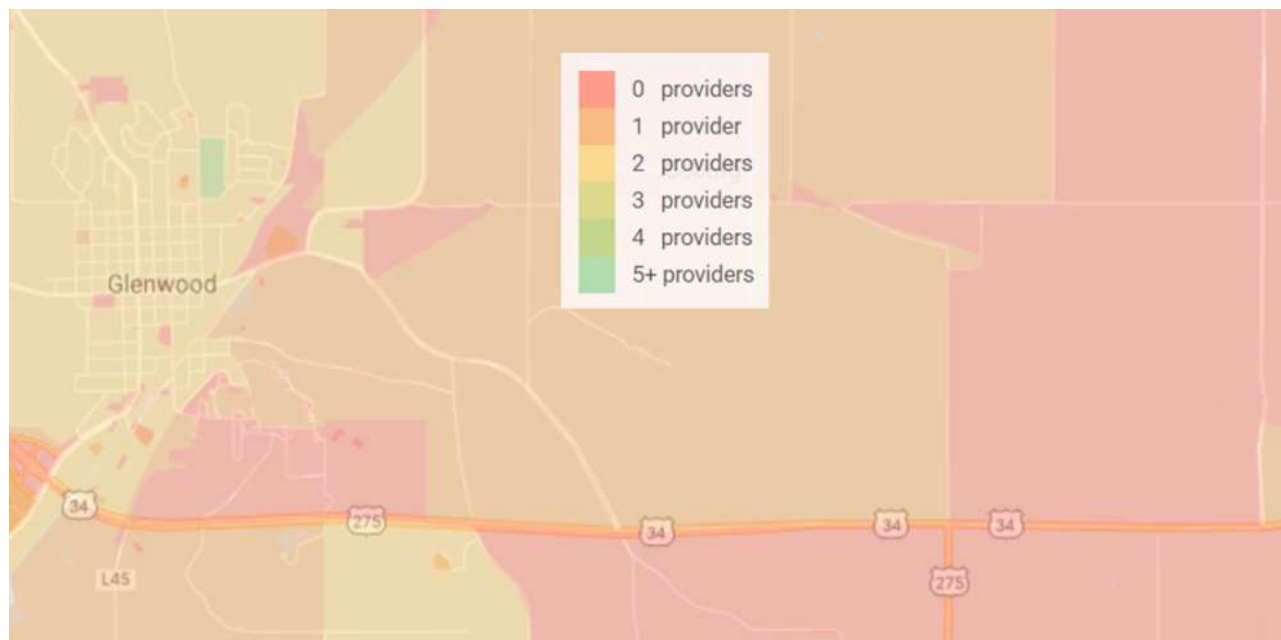 0 providers
1 provider
2 providers
3 providers
4 providers
5+ providers
Glenwood
34
275
34
34
34
L45
275